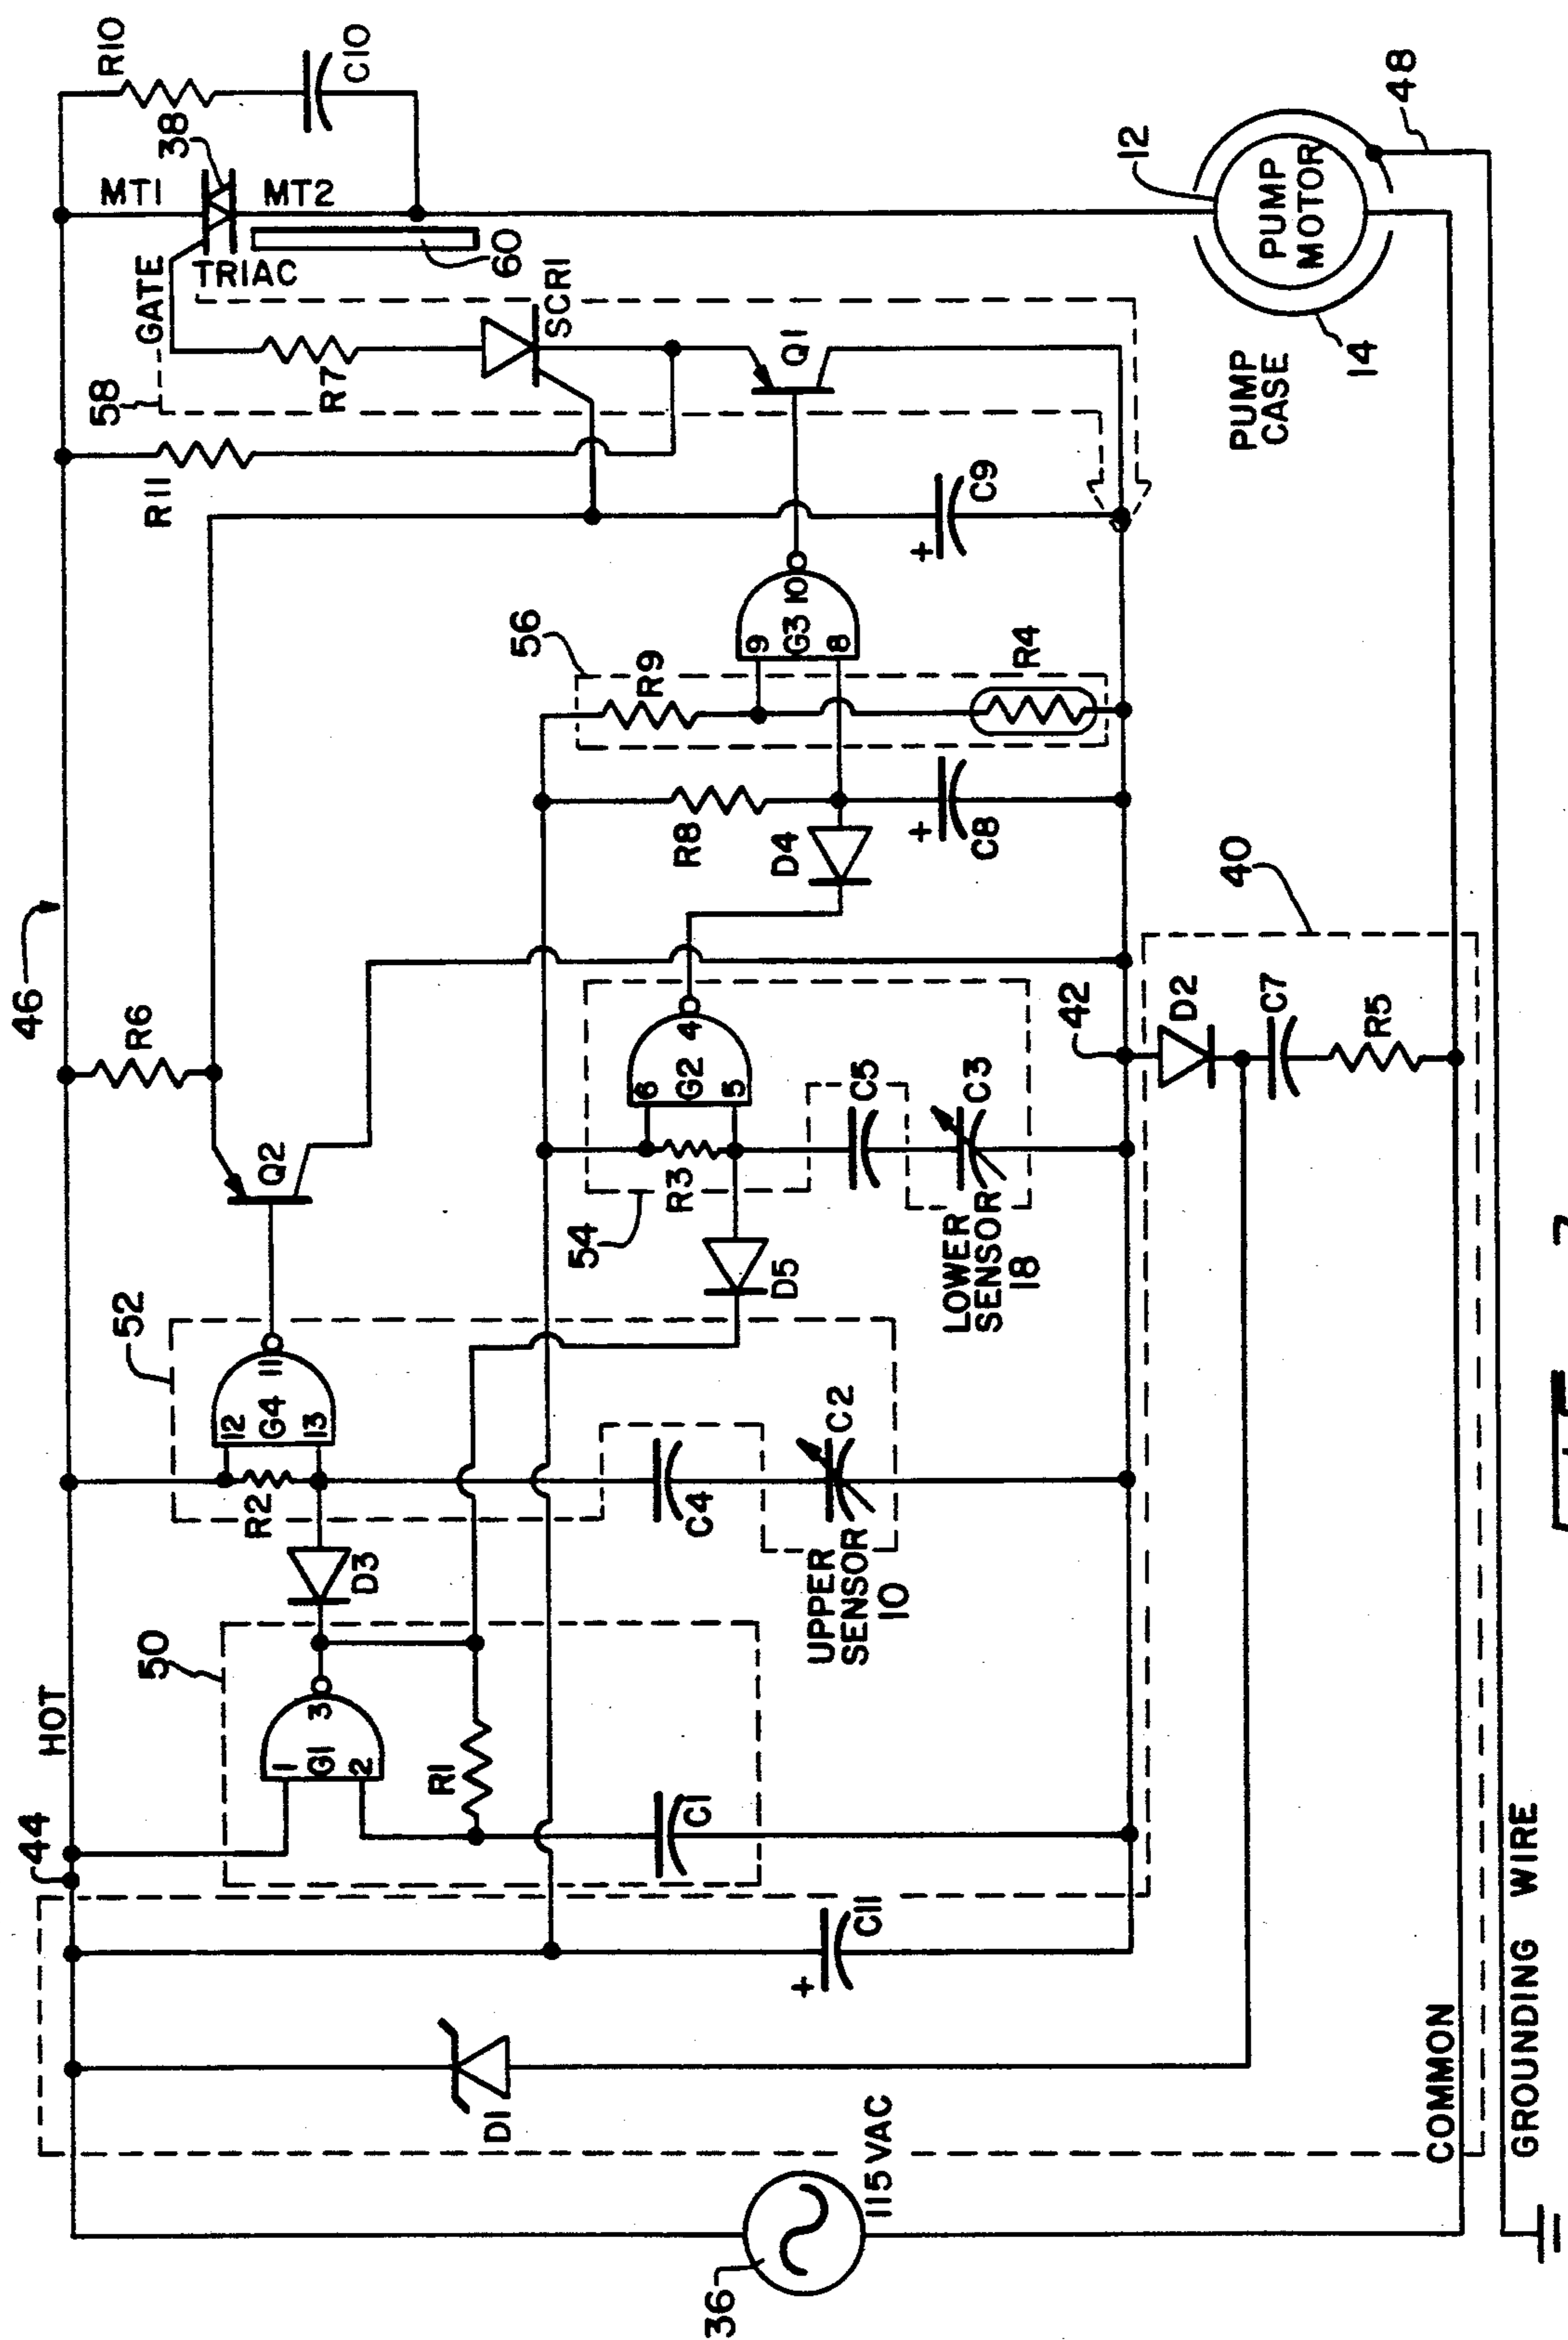 46
44
HOT
50
G1
1
2
3
R1
C1
D3
52
R2
G4
12
13
11
C4
C2
UPPER
SENSOR
10
Q2
R6
D5
54
R3
G2
6
5
4
C5
C3
LOWER
SENSOR
18
D4
R8
C8
+
56
R9
G3
9
8
10
R4
C9
+
R11
58
GATE
R7
SCR1
Q1
TRIAC
MT1
MT2
38
60
R10
C10
12
PUMP
MOTOR
14
PUMP
CASE
48
40
42
D2
C7
R5
D1
C11
+
36
115 VAC
COMMON
GROUNDING WIRE